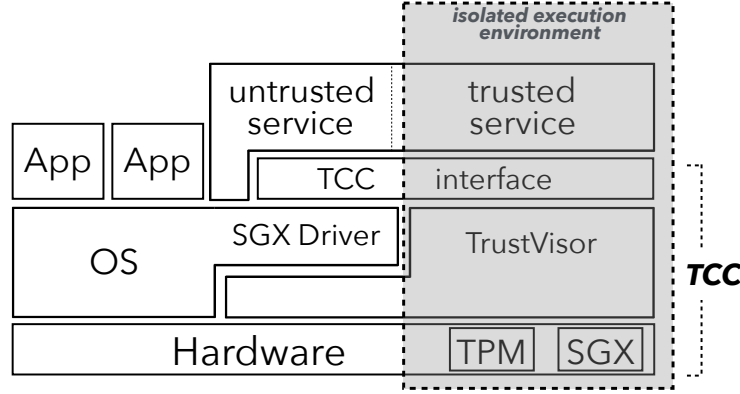 isolated execution
environment
untrusted
service
trusted
service
App
App
TCC interface
OS
SGX Driver
TrustVisor
TCC
Hardware
TPM
SGX